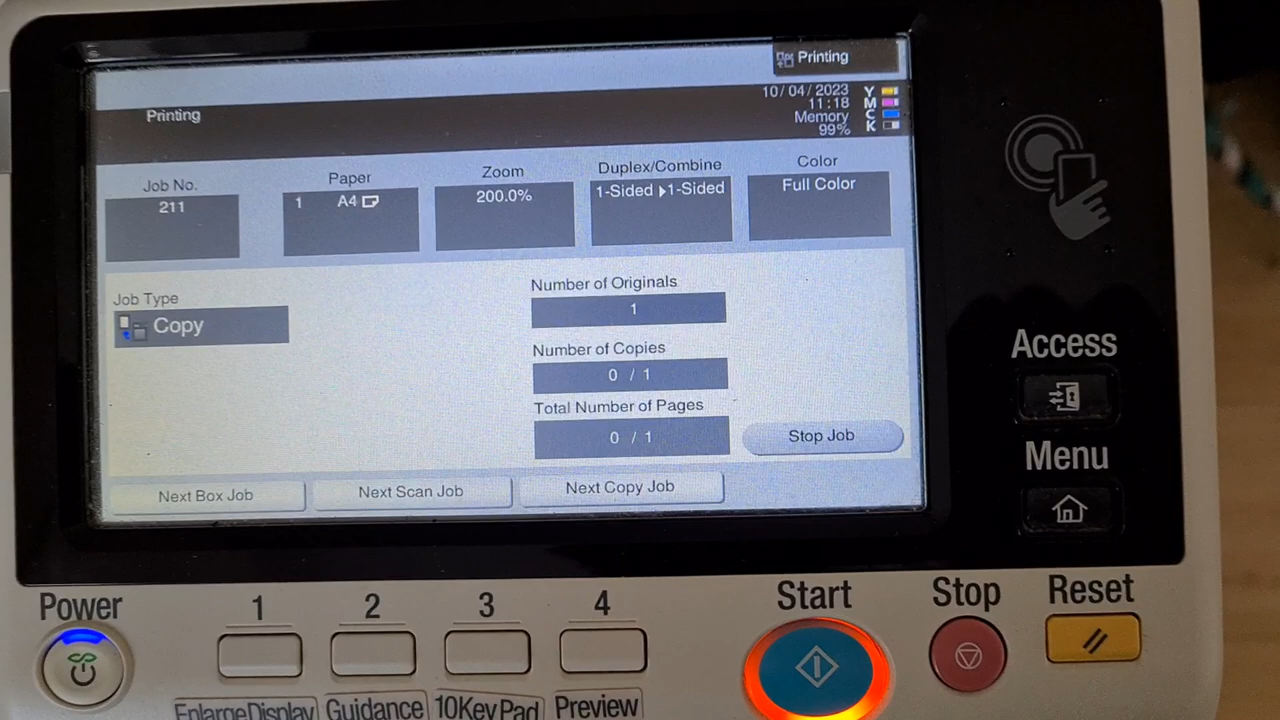 Printing
Printing
10/04/2023
11:18
Memory
99%
Y
M
C
K
Job No.
211
Paper
1 A4
Zoom
200.0%
Duplex/Combine
1-Sided ▶1-Sided
Color
Full Color
Job Type
Copy
Number of Originals
1
Number of Copies
0 / 1
Total Number of Pages
0 / 1
Stop Job
Next Box Job
Next Scan Job
Next Copy Job
Access
Menu
Power
1
2
3
4
Start
Stop
Reset
EnlargeDisplay
Guidance
10KeyPad
Preview